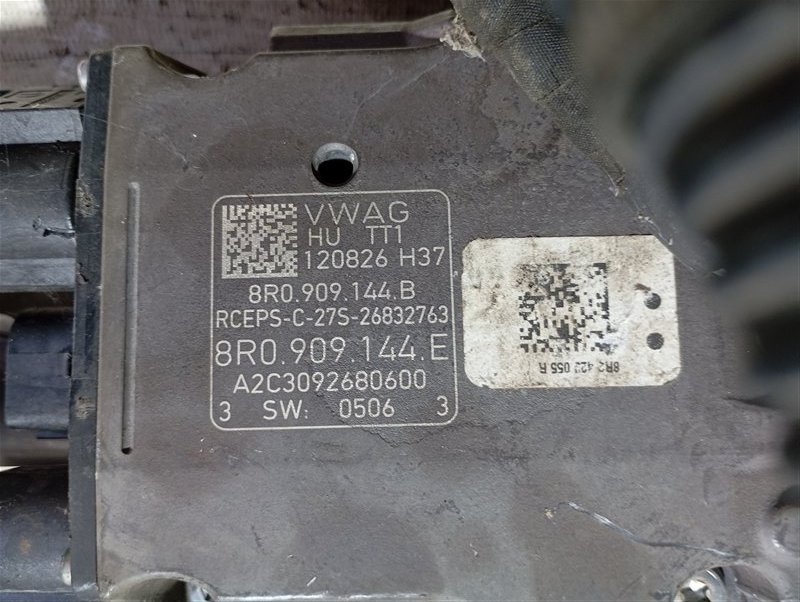 VWAG
HU TT1
120826 H37
8R0.909.144.B
RCEPS-C-27S-26832763
8R0.909.144.E
A2C3092680600
3 SW: 0506 3
8R2 422 055 R